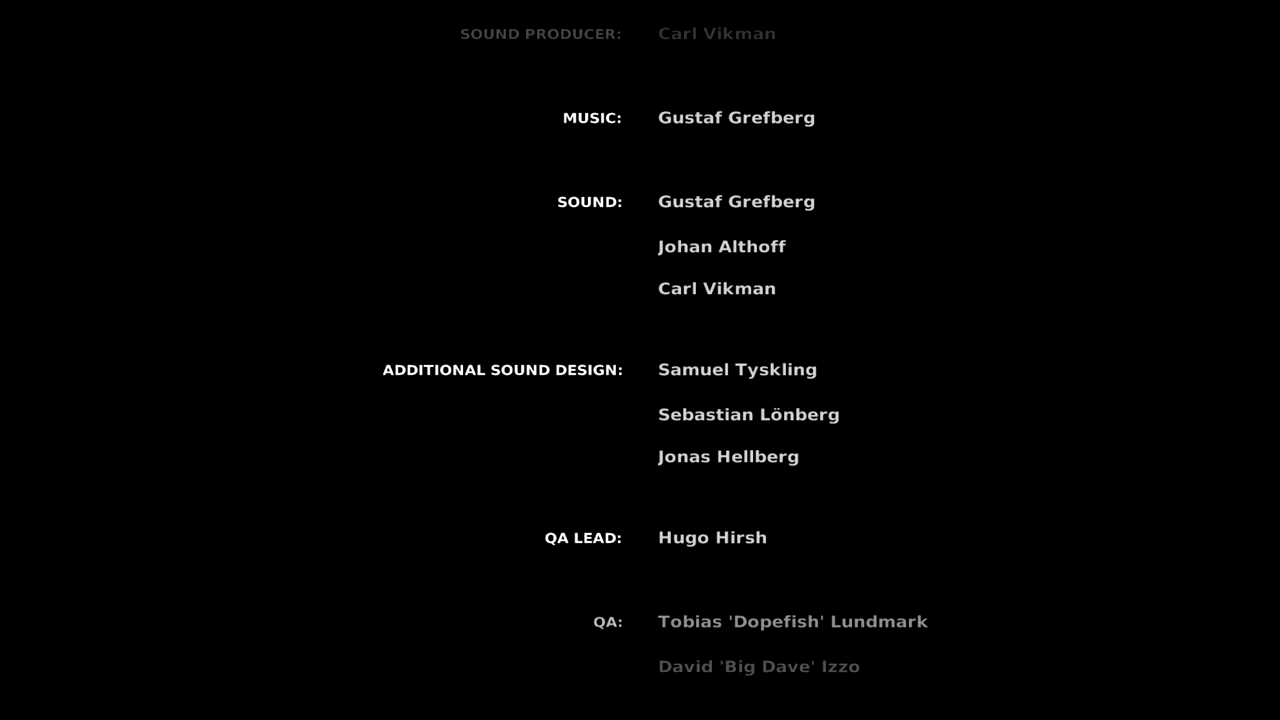 SOUND PRODUCER: Carl Vikman
MUSIC: Gustaf Grefberg
SOUND: Gustaf Grefberg
Johan Althoff
Carl Vikman
ADDITIONAL SOUND DESIGN: Samuel Tyskling
Sebastian Lönberg
Jonas Hellberg
QA LEAD: Hugo Hirsh
QA: Tobias 'Dopefish' Lundmark
David 'Big Dave' Izzo